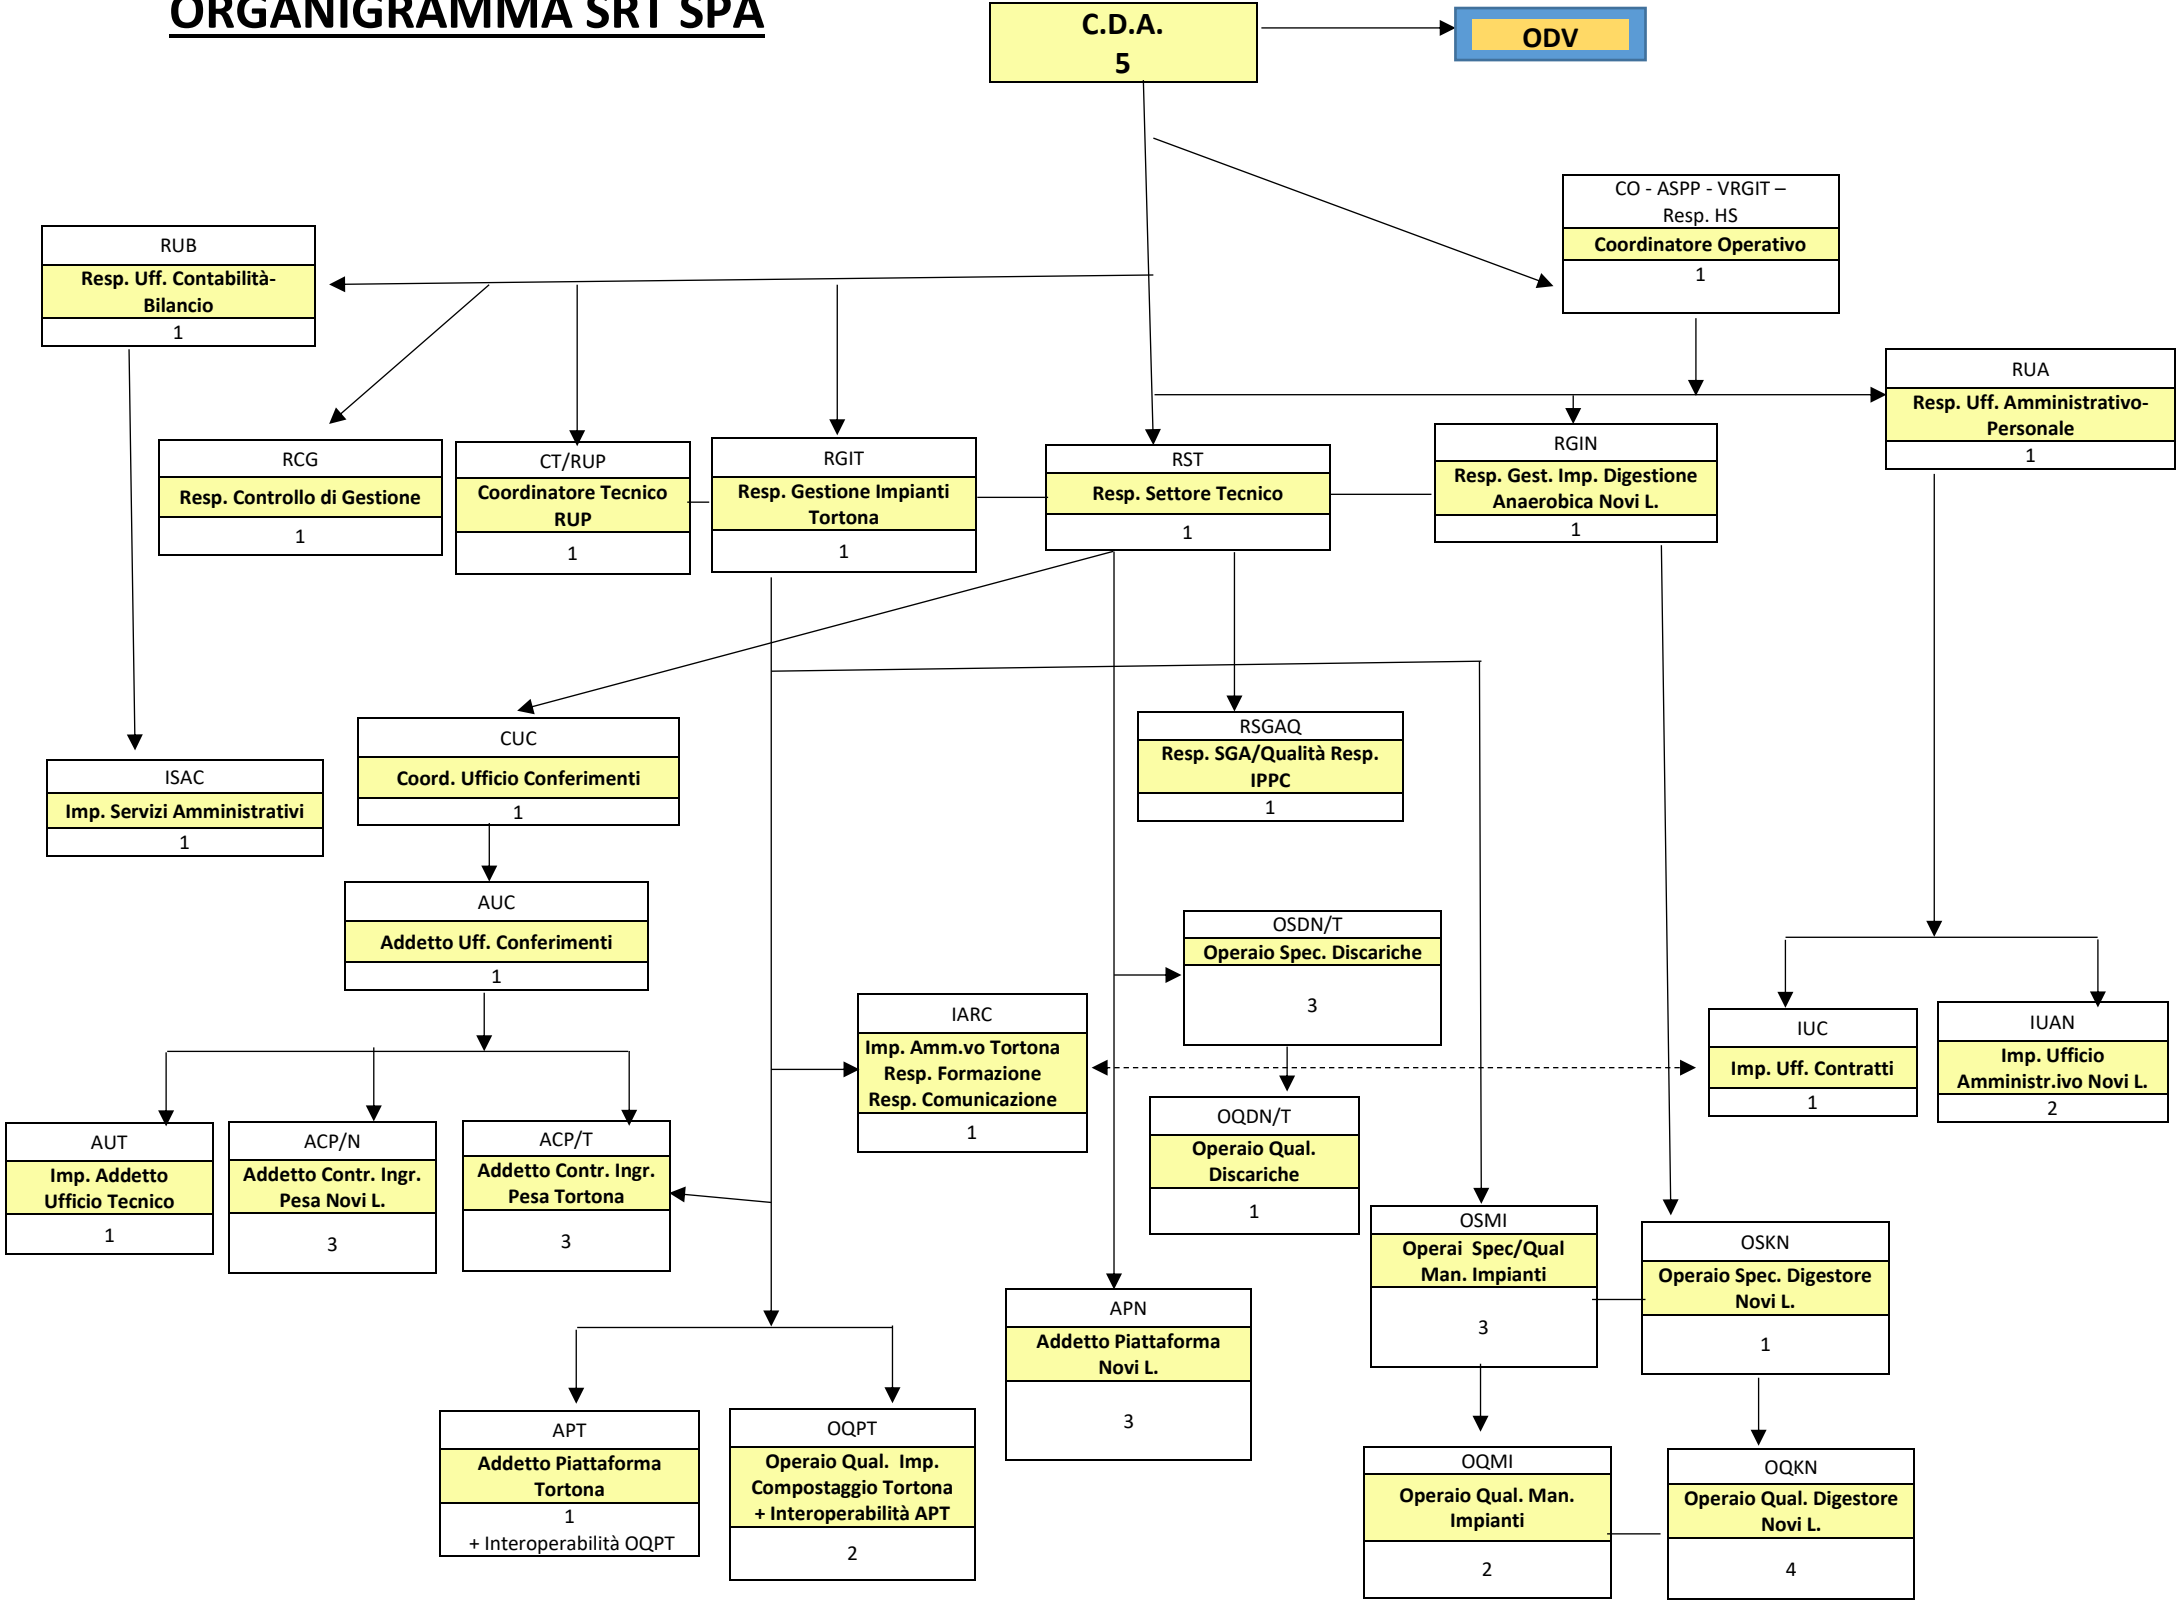 ORGANIGRAMMA SRT SPA
C.D.A.
5
ODV
CO - ASPP - VRGIT –
Resp. HS
Coordinatore Operativo
1
RUB
Resp. Uff. Contabilità-
Bilancio
1
RUA
Resp. Uff. Amministrativo-
Personale
1
RCG
Resp. Controllo di Gestione
1
CT/RUP
Coordinatore Tecnico
RUP
1
RGIT
Resp. Gestione Impianti
Tortona
1
RST
Resp. Settore Tecnico
1
RGIN
Resp. Gest. Imp. Digestione
Anaerobica Novi L.
1
ISAC
Imp. Servizi Amministrativi
1
CUC
Coord. Ufficio Conferimenti
1
RSGAQ
Resp. SGA/Qualità Resp.
IPPC
1
AUC
Addetto Uff. Conferimenti
1
OSDN/T
Operaio Spec. Discariche
3
IARC
Imp. Amm.vo Tortona
Resp. Formazione
Resp. Comunicazione
1
IUC
Imp. Uff. Contratti
1
IUAN
Imp. Ufficio
Amministr.ivo Novi L.
2
AUT
Imp. Addetto
Ufficio Tecnico
1
ACP/N
Addetto Contr. Ingr.
Pesa Novi L.
3
ACP/T
Addetto Contr. Ingr.
Pesa Tortona
3
OQDN/T
Operaio Qual.
Discariche
1
OSMI
Operai Spec/Qual
Man. Impianti
3
OSKN
Operaio Spec. Digestore
Novi L.
1
APN
Addetto Piattaforma
Novi L.
3
APT
Addetto Piattaforma
Tortona
1
+ Interoperabilità OQPT
OQPT
Operaio Qual. Imp.
Compostaggio Tortona
+ Interoperabilità APT
2
OQMI
Operaio Qual. Man.
Impianti
2
OQKN
Operaio Qual. Digestore
Novi L.
4